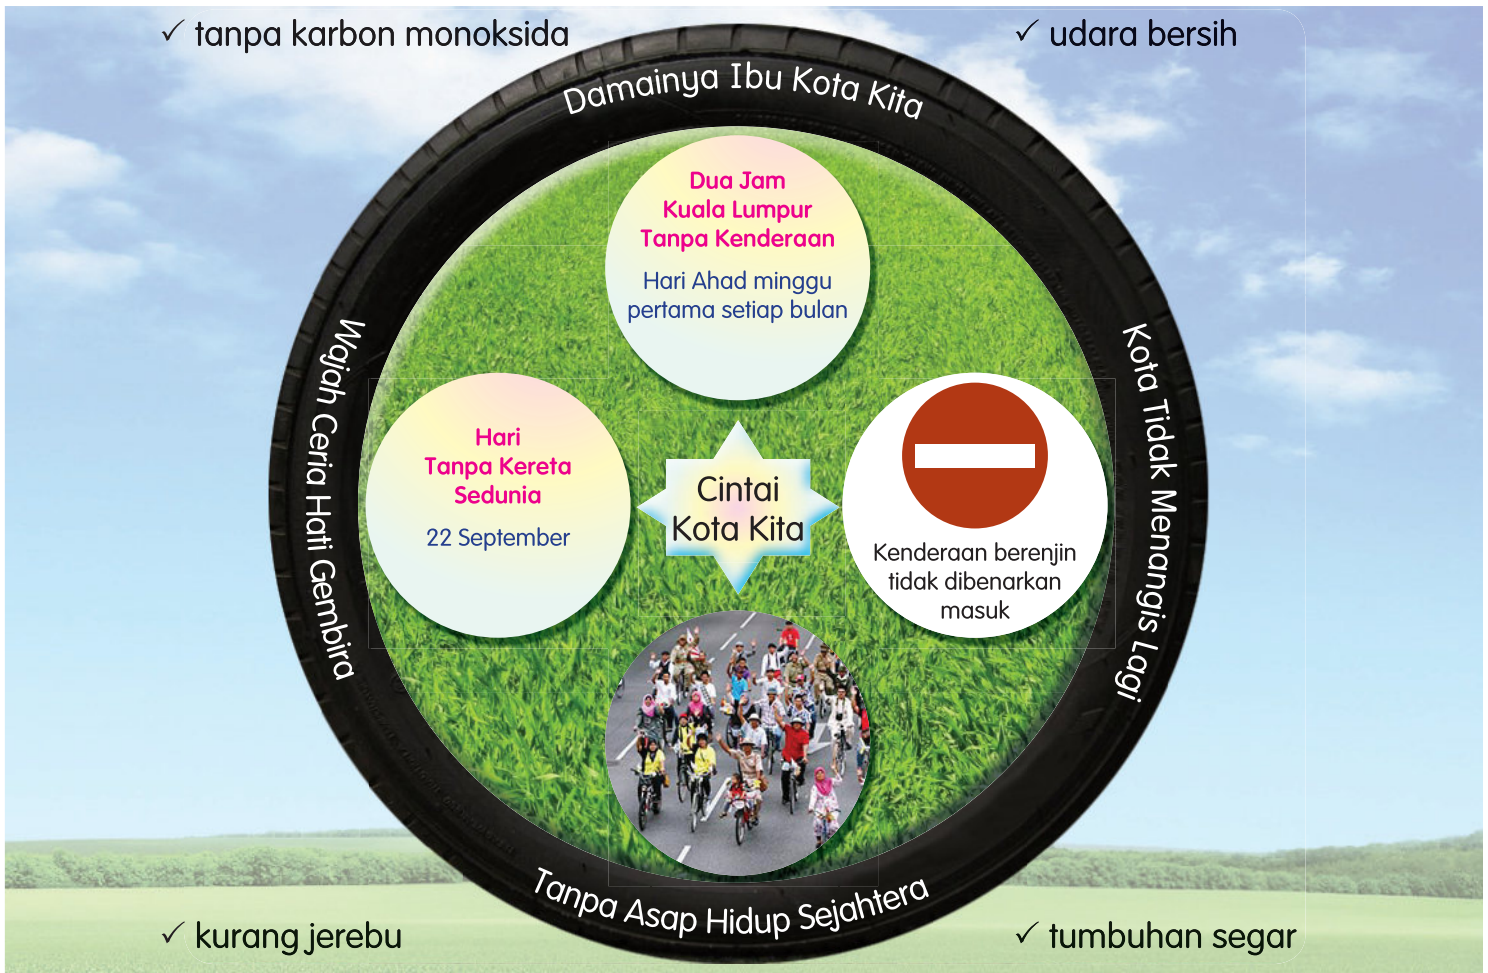 ✓ tanpa karbon monoksida
✓ udara bersih
Damainya Ibu Kota Kita
Dua Jam
Kuala Lumpur
Tanpa Kenderaan
Hari Ahad minggu
pertama setiap bulan
Wajah Ceria Hati Gembira
Hari
Tanpa Kereta
Sedunia
22 September
Cintai
Kota Kita
Kenderaan berenjin
tidak dibenarkan
masuk
Kota Tidak Menangis Lagi
Tanpa Asap Hidup Sejahtera
✓ kurang jerebu
✓ tumbuhan segar